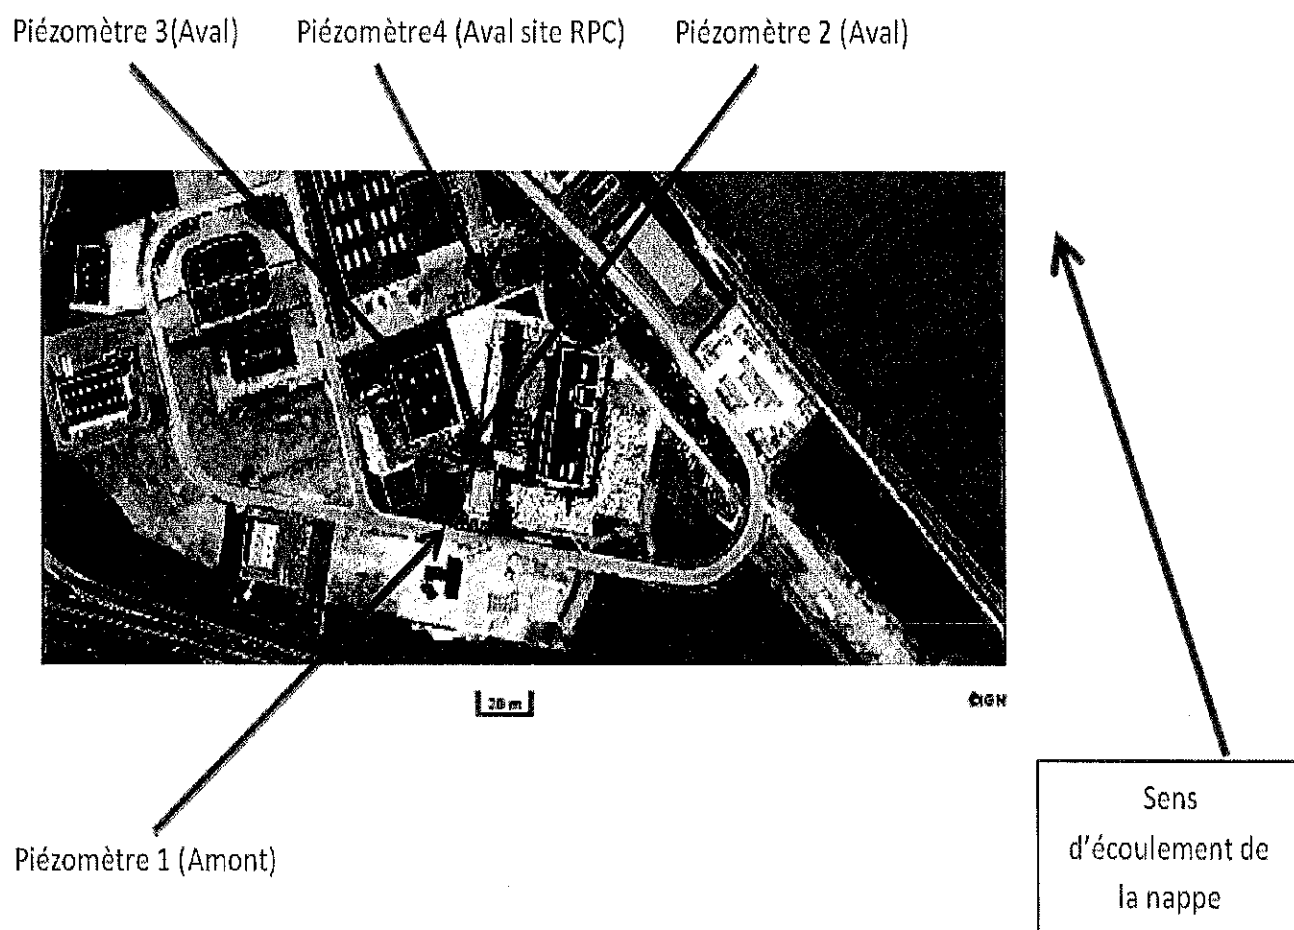 Piézomètre 3(Aval) Piézomètre4 (Aval site RPC) Piézomètre 2 (Aval)
20 m ©IGN
Piézomètre 1 (Amont)
Sens
d'écoulement de
la nappe